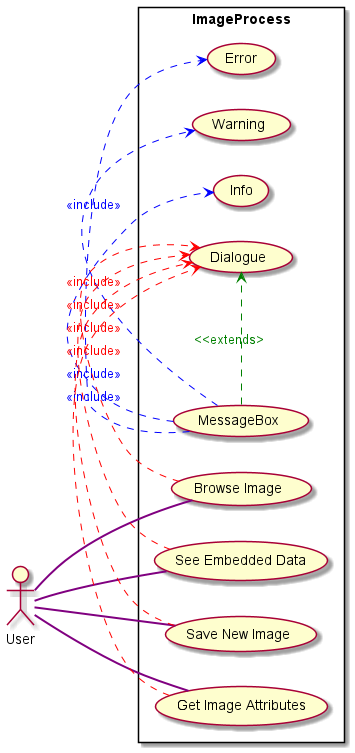 ImageProcess
Error
Warning
Info
«include»
Dialogue
«include»
«include»
«include»
<<extends>
«include»
«include»
«include»
MessageBox
Browse Image
See Embedded Data
User
Save New Image
Get Image Attributes